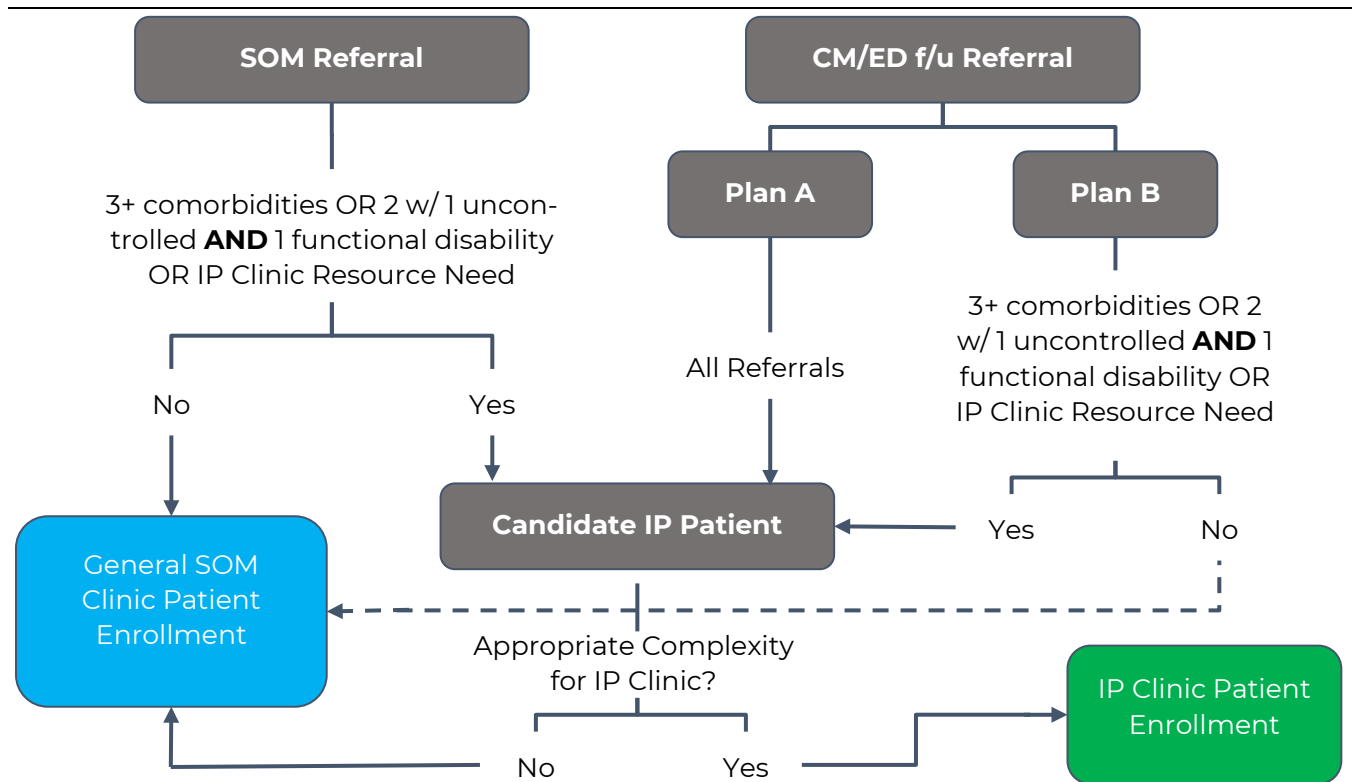 SOM Referral
CM/ED f/u Referral
Plan A
Plan B
3+ comorbidities OR 2 w/ 1 uncon-
trolled AND 1 functional disability
OR IP Clinic Resource Need
3+ comorbidities OR 2
w/ 1 uncontrolled AND 1
functional disability OR
IP Clinic Resource Need
All Referrals
No
Yes
Candidate IP Patient
Yes
No
General SOM
Clinic Patient
Enrollment
Appropriate Complexity
for IP Clinic?
IP Clinic Patient
Enrollment
No
Yes